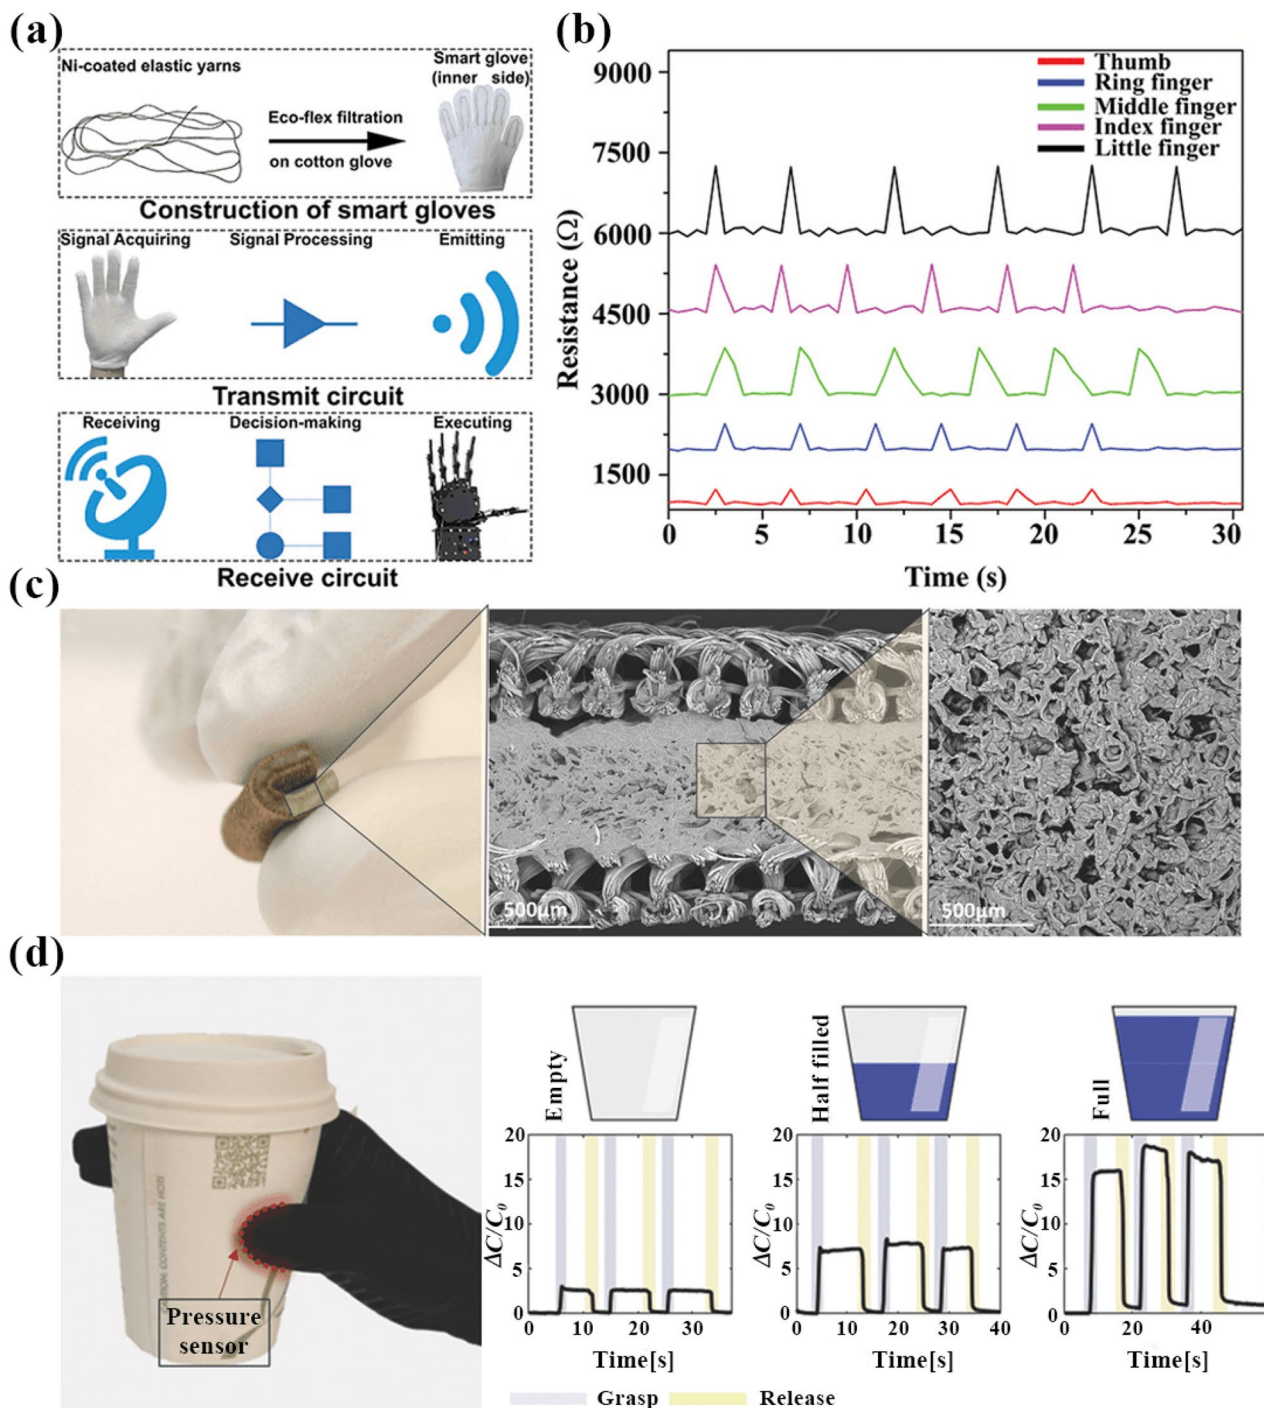 (a)
Ni-coated elastic yarns
Smart glove
(inner side)
Eco-flex filtration
on cotton glove
Construction of smart gloves
Signal Acquiring
Signal Processing
Emitting
Transmit circuit
Receiving
Decision-making
Executing
Receive circuit
(b)
Thumb
Ring finger
Middle finger
Index finger
Little finger
9000
7500
6000
4500
3000
1500
Resistance (Ω)
0
5
10
15
20
25
30
Time (s)
(c)
500μm
500μm
(d)
CAUTION: CONTENTS ARE HOT!
Pressure
sensor
Empty
Half filled
Full
20
15
10
5
0
ΔC/C₀
0
10
20
30
Time[s]
20
15
10
5
0
ΔC/C₀
0
10
20
30
40
Time[s]
20
15
10
5
0
ΔC/C₀
0
20
40
Time[s]
Grasp
Release